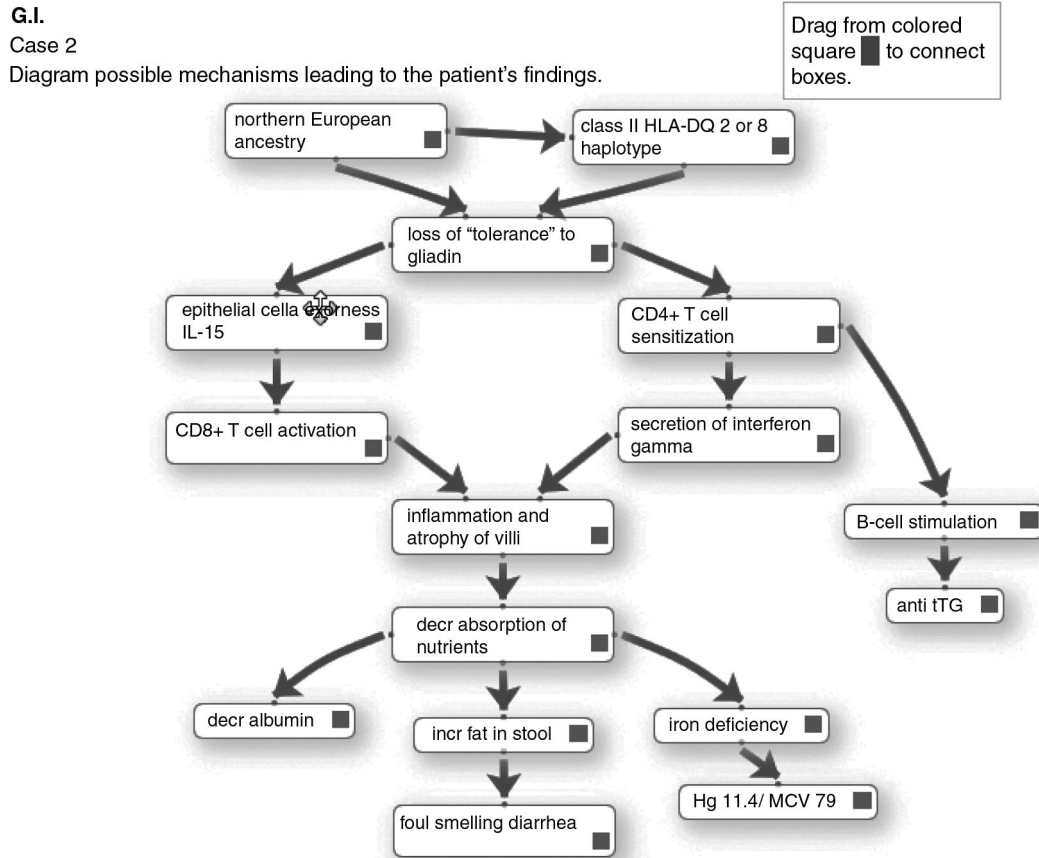 G.I.
Case 2
Diagram possible mechanisms leading to the patient's findings.
Drag from colored
square to connect
boxes.
northern European
ancestry
class II HLA-DQ 2 or 8
haplotype
loss of “tolerance” to
gliadin
epithelial cella
IL-15
CD4+ T cell
sensitization
CD8+ T cell activation
secretion of interferon
gamma
inflammation and
atrophy of villi
B-cell stimulation
anti tTG
decr absorption of
nutrients
decr albumin
incr fat in stool
iron deficiency
Hg 11.4/ MCV 79
foul smelling diarrhea